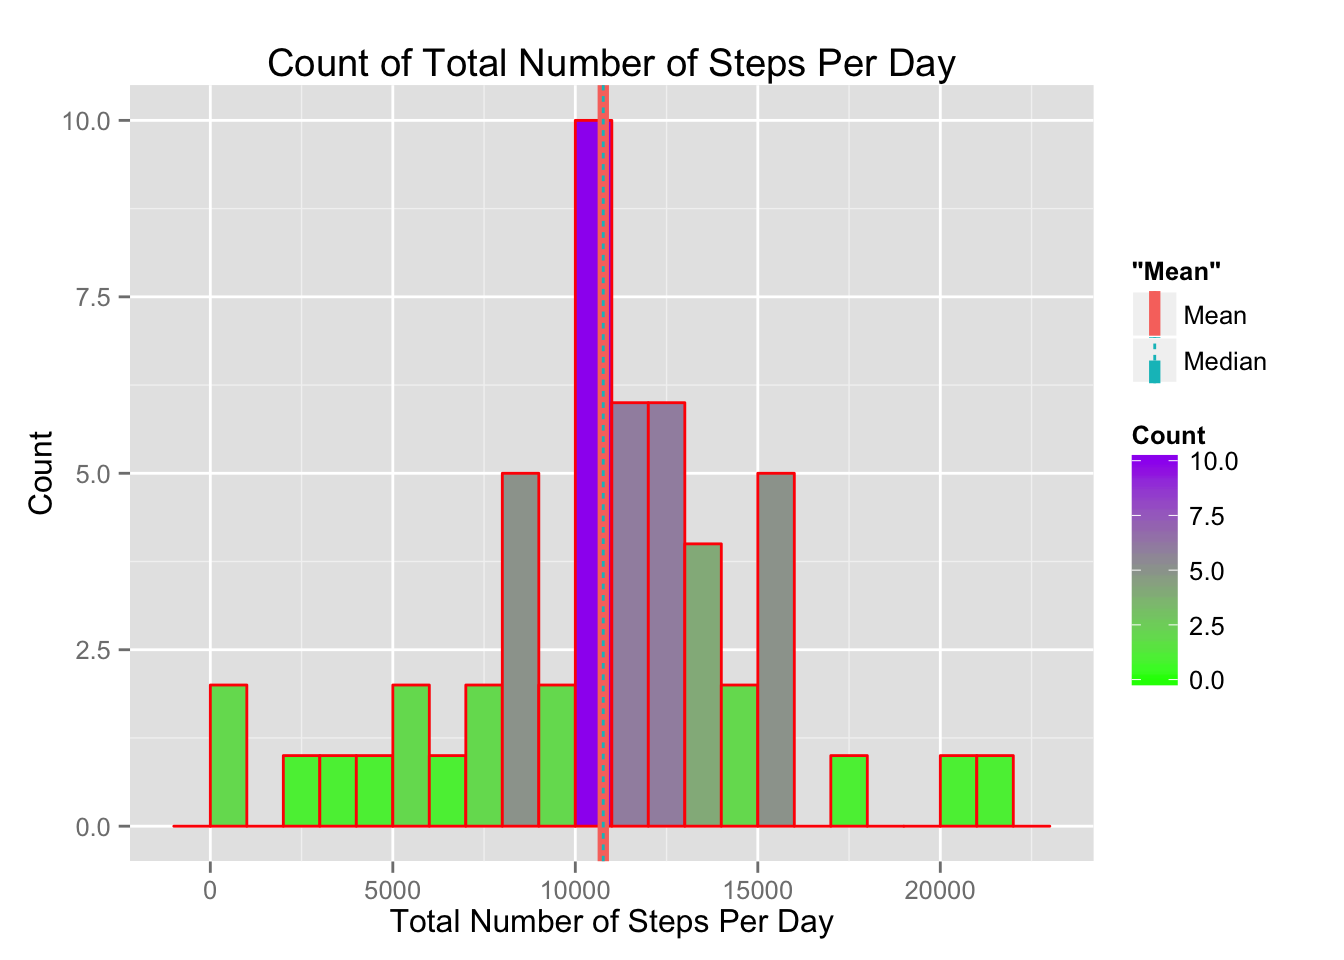 Count of Total Number of Steps Per Day
10.0
7.5
5.0
2.5
0.0
Count
0 5000 10000 15000 20000
Total Number of Steps Per Day
"Mean"
Mean
Median
Count
10.0
7.5
5.0
2.5
0.0